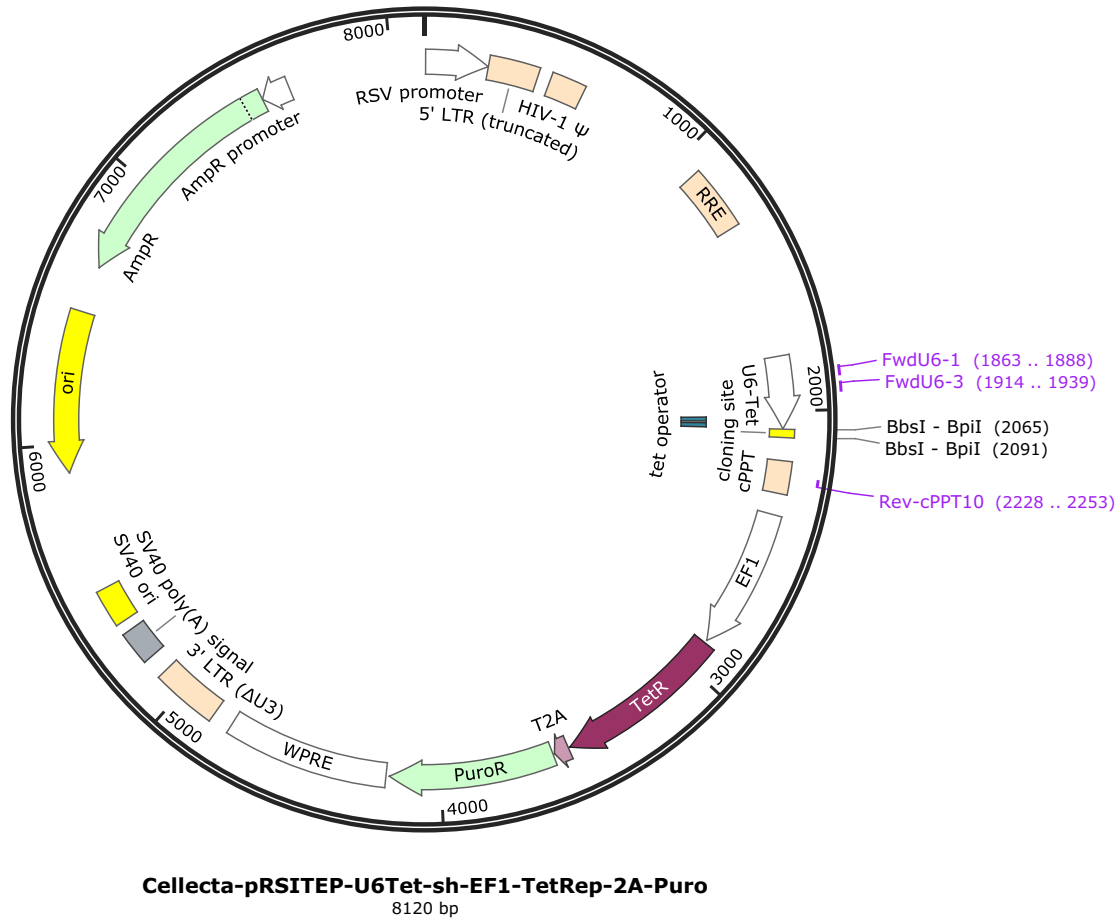 8000
RSV promoter
5' LTR (truncated)
HIV-1 ψ
1000
RRE
FwdU6-1 (1863 .. 1888)
FwdU6-3 (1914 .. 1939)
2000
U6-Tet
BbsI - BpiI (2065)
BbsI - BpiI (2091)
cloning site
tet operator
cPPT
Rev-cPPT10 (2228 .. 2253)
EF1
3000
TetR
T2A
PuroR
4000
WPRE
5000
3' LTR (ΔU3)
SV40 poly(A) signal
SV40 ori
6000
ori
AmpR
7000
AmpR promoter
Cellecta-pRSITEP-U6Tet-sh-EF1-TetRep-2A-Puro
8120 bp